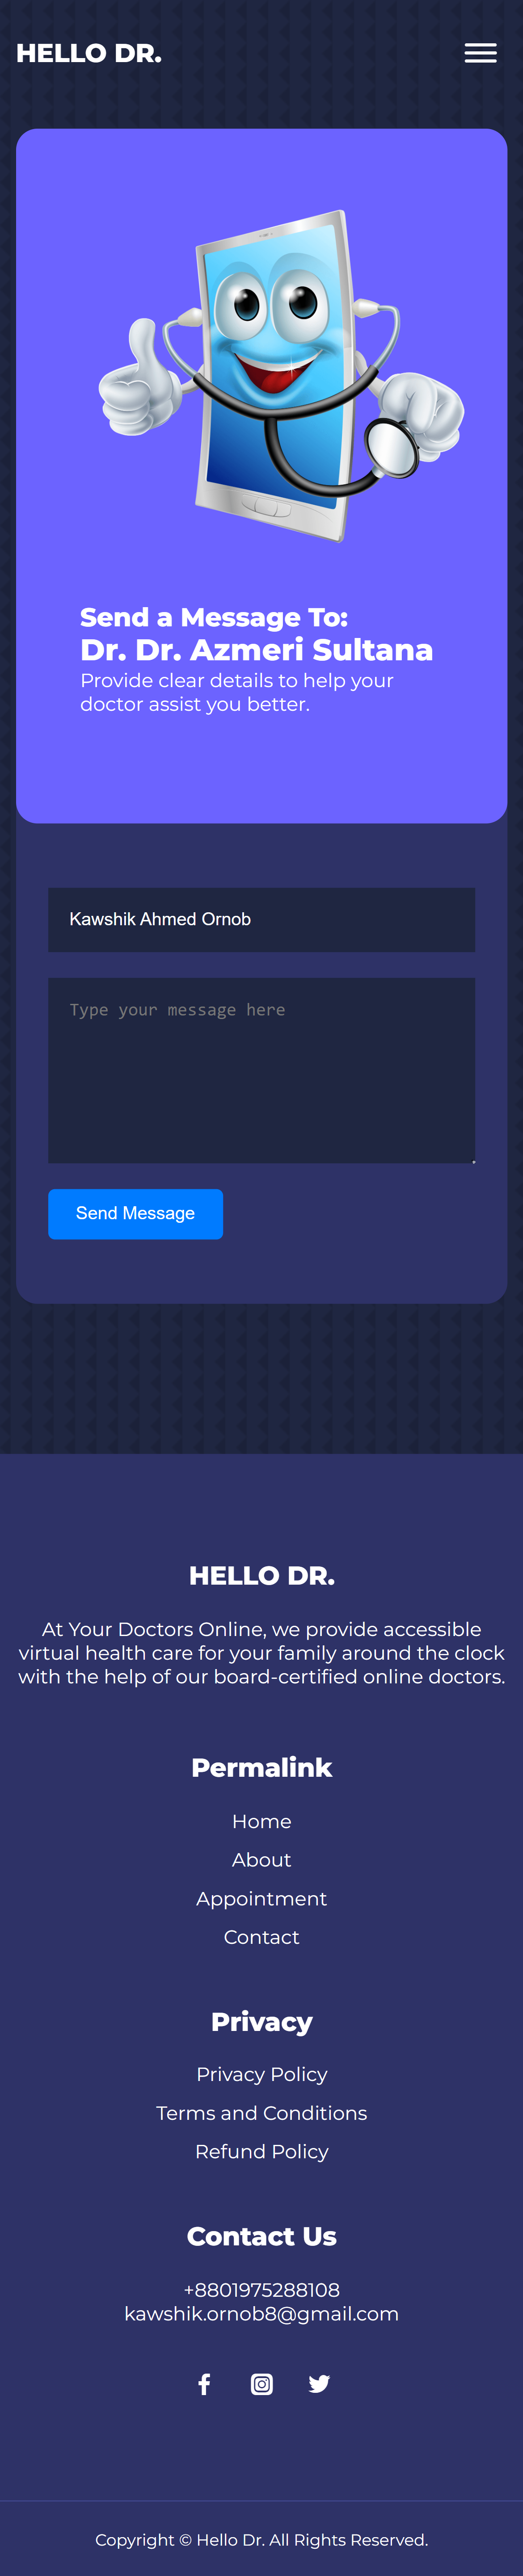 HELLO DR.
Send a Message To:
Dr. Dr. Azmeri Sultana
Provide clear details to help your
doctor assist you better.
Kawshik Ahmed Ornob
Type your message here
Send Message
HELLO DR.
At Your Doctors Online, we provide accessible
virtual health care for your family around the clock
with the help of our board-certified online doctors.
Permalink
Home
About
Appointment
Contact
Privacy
Privacy Policy
Terms and Conditions
Refund Policy
Contact Us
+8801975288108
kawshik.ornob8@gmail.com
Copyright © Hello Dr. All Rights Reserved.